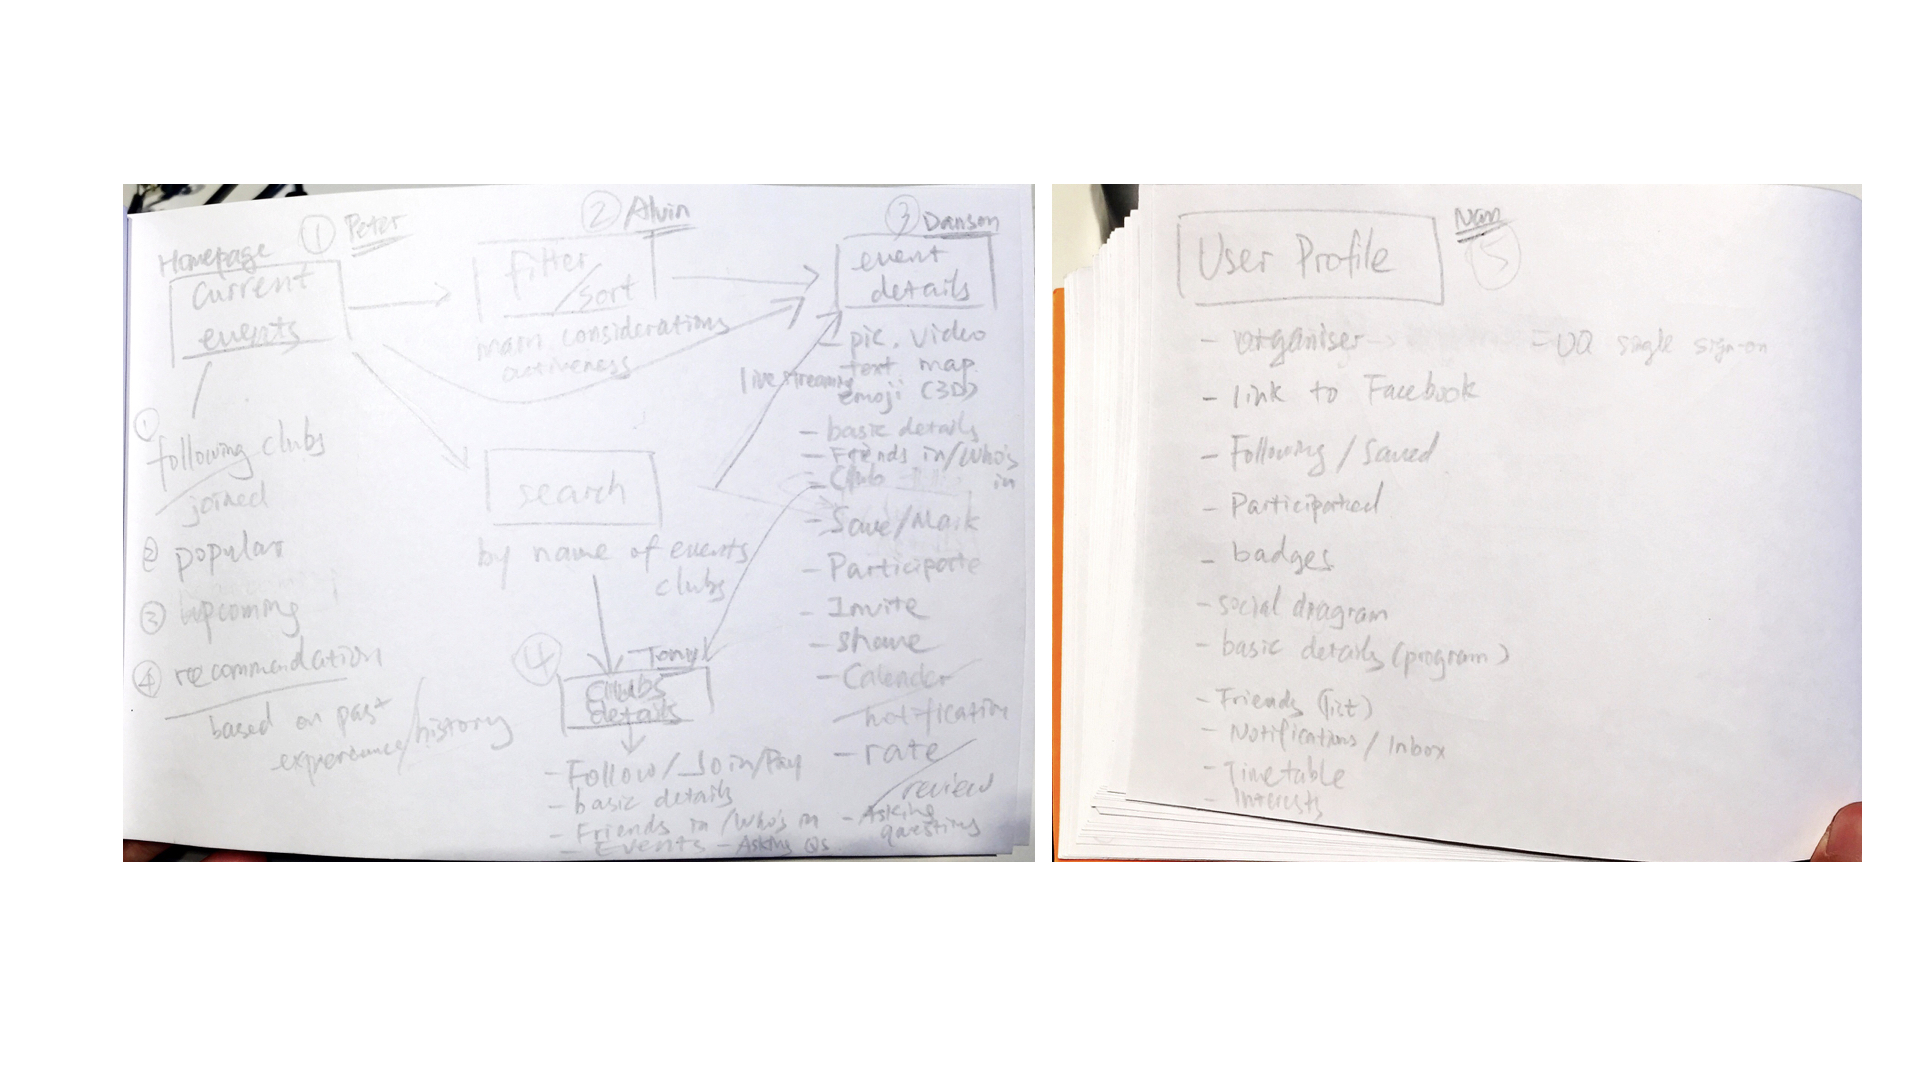 Homepage
① Peter
current
events
①
following clubs
joined
② popular
③ upcoming
④ recommendation
based on past
experience/history
② Alvin
filter
/sort
main considerations
activeness
search
by name of events
clubs
④ Tony
clubs
details
- Follow/Join/Pay
- basic details
- Friends in/Who's in
- Events - Asking Qs
③ Danson
event
details
- pic, video
text map
live streaming
emoji (3D)
- basic details
- Friends in/Who's
in
- Club
- Save/Mark
- Participate
- Invite
- share
- Calender
notification
- rate
review
- Asking
questions
User Profile
Nan
5
- organiser
= UQ single sign-on
- link to Facebook
- Following / Saved
- Participated
- badges
- social diagram
- basic details (program)
- Friends (list)
- Notifications / Inbox
- Timetable
- Interests